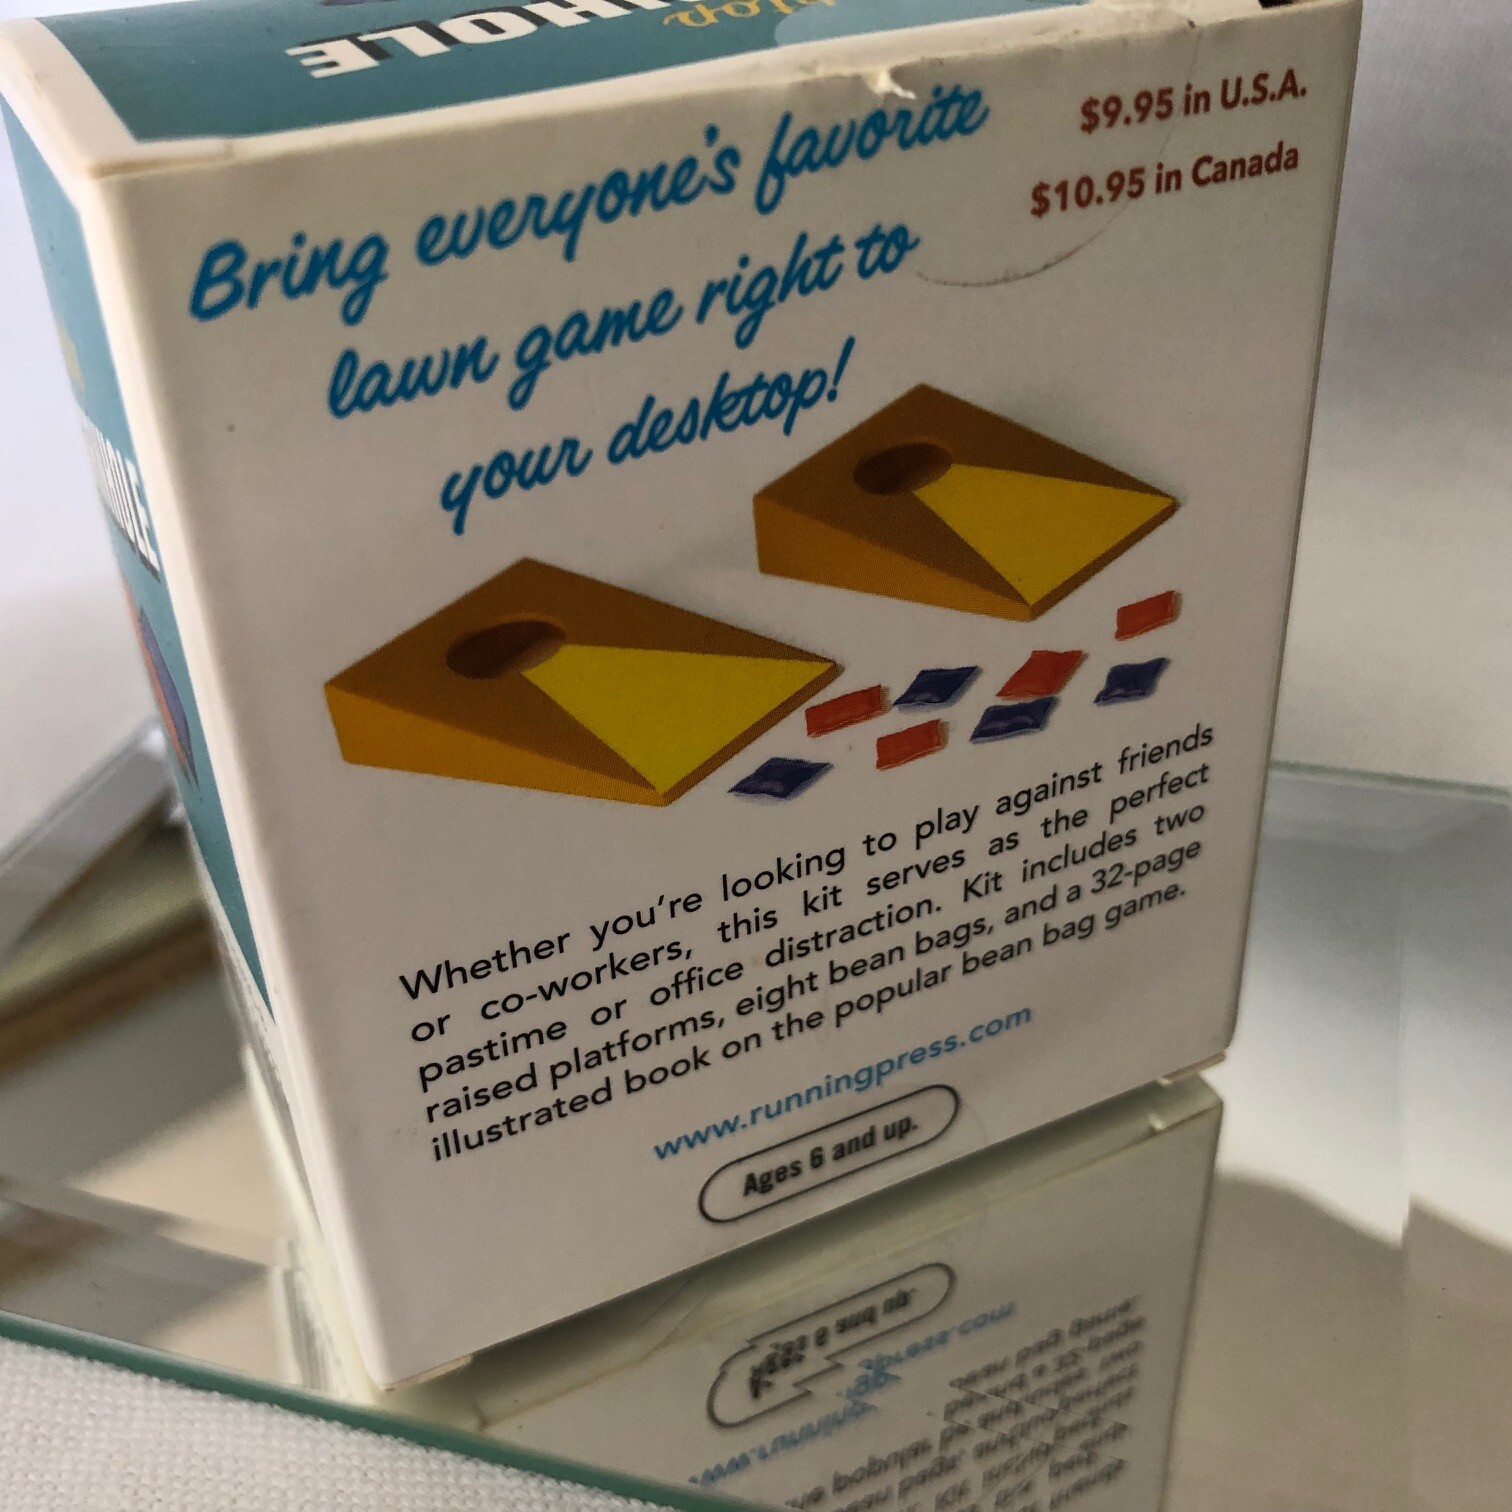 Bring everyone's favorite
lawn game right to
your desktop!
$9.95 in U.S.A.
$10.95 in Canada
Whether you're looking to play against friends
or co-workers, this kit serves as the perfect
pastime or office distraction. Kit includes two
raised platforms, eight bean bags, and a 32-page
illustrated book on the popular bean bag game.
www.runningpress.com
Ages 6 and up.